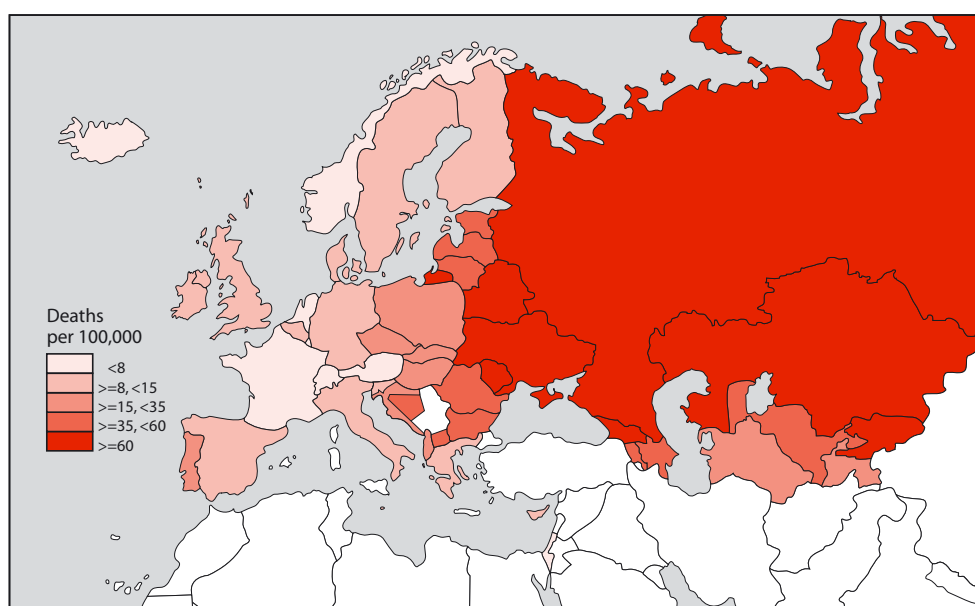 Deaths
per 100,000
<8
>=8, <15
>=15, <35
>=35, <60
>=60